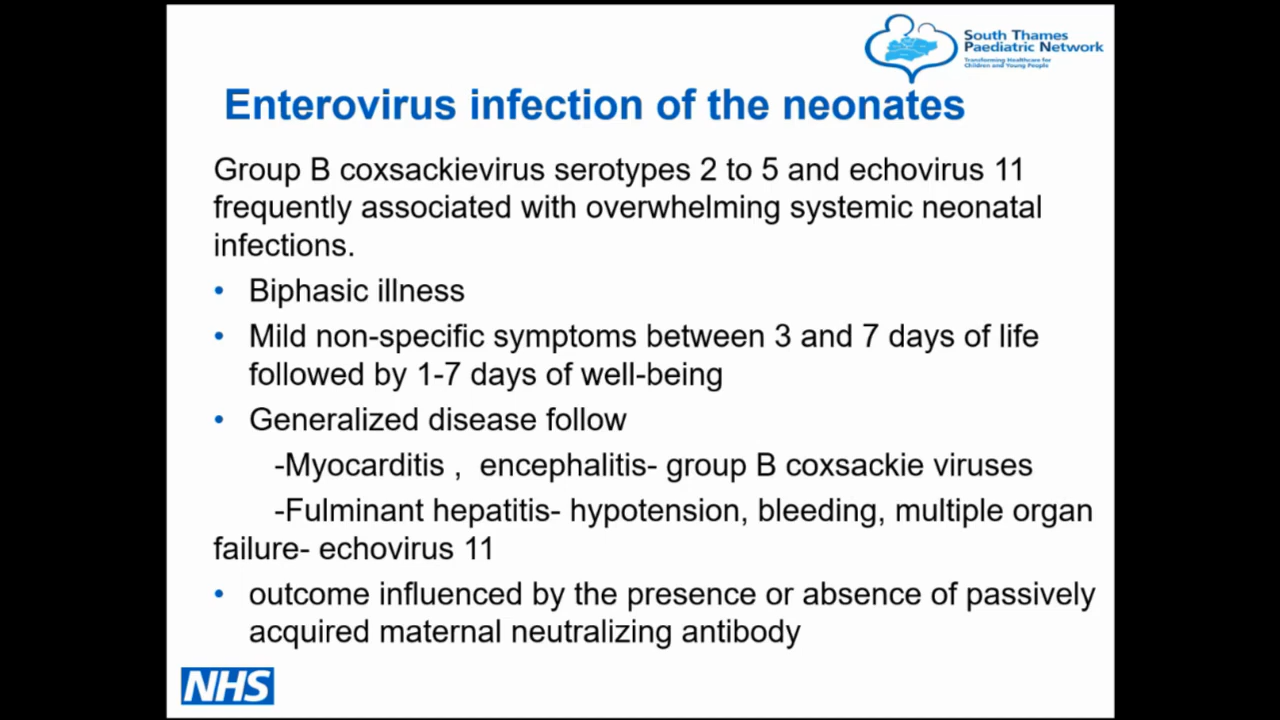 South Thames
Paediatric Network
Transforming Healthcare for
Children and Young People
Enterovirus infection of the neonates
Group B coxsackievirus serotypes 2 to 5 and echovirus 11
frequently associated with overwhelming systemic neonatal
infections.
• Biphasic illness
• Mild non-specific symptoms between 3 and 7 days of life
followed by 1-7 days of well-being
• Generalized disease follow
-Myocarditis , encephalitis- group B coxsackie viruses
-Fulminant hepatitis- hypotension, bleeding, multiple organ
failure- echovirus 11
• outcome influenced by the presence or absence of passively
acquired maternal neutralizing antibody
NHS